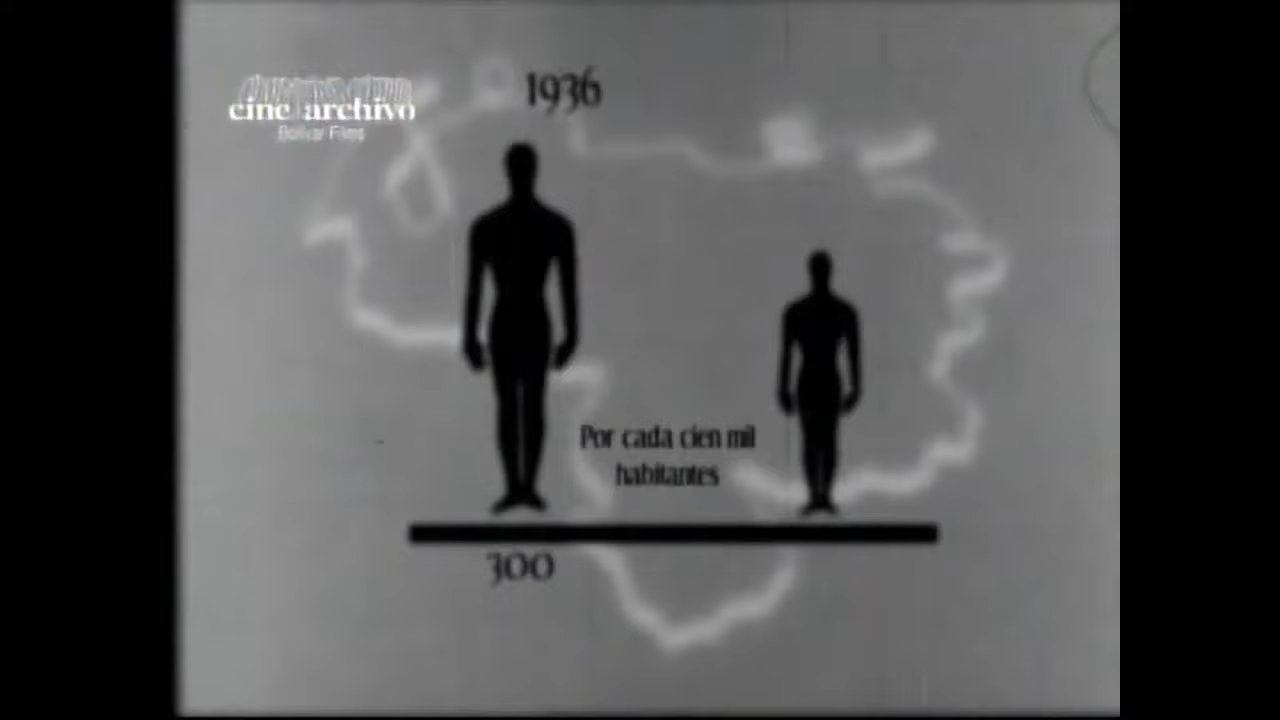 1936
cine archivo
Bolívar Films
Por cada cien mil
habitantes
300